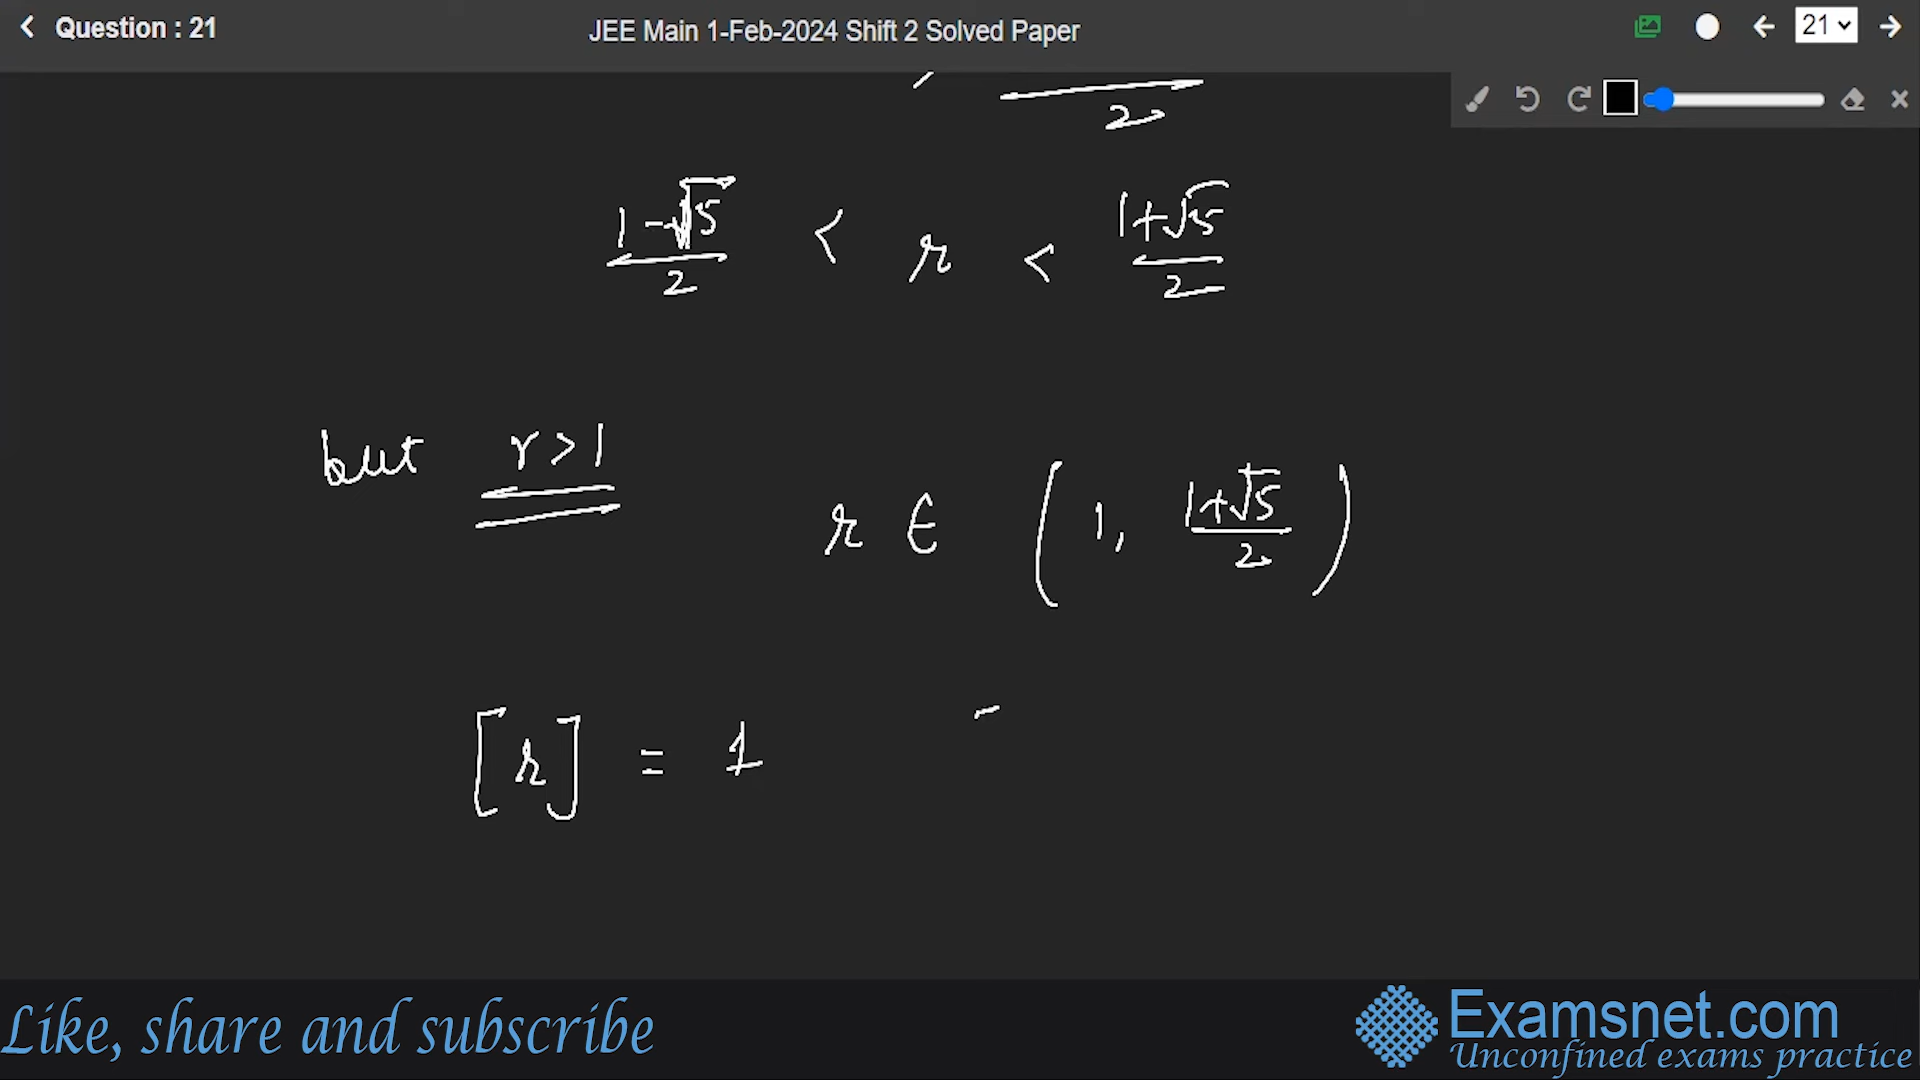 Question : 21
JEE Main 1-Feb-2024 Shift 2 Solved Paper
21
2
(1-√5)/2 < r < (1+√5)/2
but r>1
r ∈ (1, (1+√5)/2)
[r] = 1
Like, share and subscribe
Examsnet.com
Unconfined exams practice